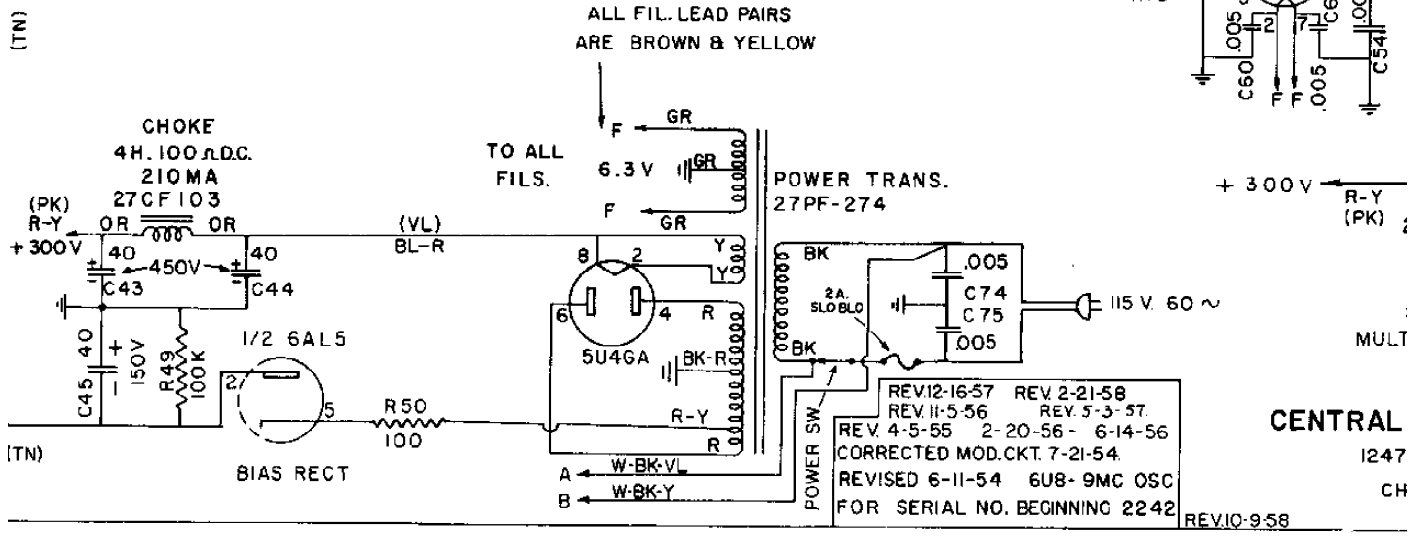 (TN)
ALL FIL. LEAD PAIRS
ARE BROWN & YELLOW
.005
2
7
C60
F F
.005
C54
CHOKE
4H. 100 Ω D.C.
210 MA
27CF103
(PK)
R-Y
+300V
OR
OR
(VL)
BL-R
TO ALL
FILS.
F
GR
6.3 V
GR
F
GR
POWER TRANS.
27PF-274
+ 300V
R-Y
(PK)
40
450V
40
C43
C44
8
2
6
4
5U4GA
Y
Y
R
BK-R
R-Y
R
BK
BK
2A.
SLO BLO
.005
C74
C75
.005
115 V. 60 ~
MULT
C45 40
150V
R49
100K
1/2 6AL5
2
5
BIAS RECT
R50
100
(TN)
A
W-BK-VL
B
W-BK-Y
POWER SW.
REV.12-16-57 REV. 2-21-58
REV. 11-5-56 REV. 5-3-57.
REV. 4-5-55 2-20-56- 6-14-56
CORRECTED MOD.CKT. 7-21-54.
REVISED 6-11-54 6U8- 9MC OSC
FOR SERIAL NO. BEGINNING 2242
REV.10-9-58
CENTRAL
1247
CH